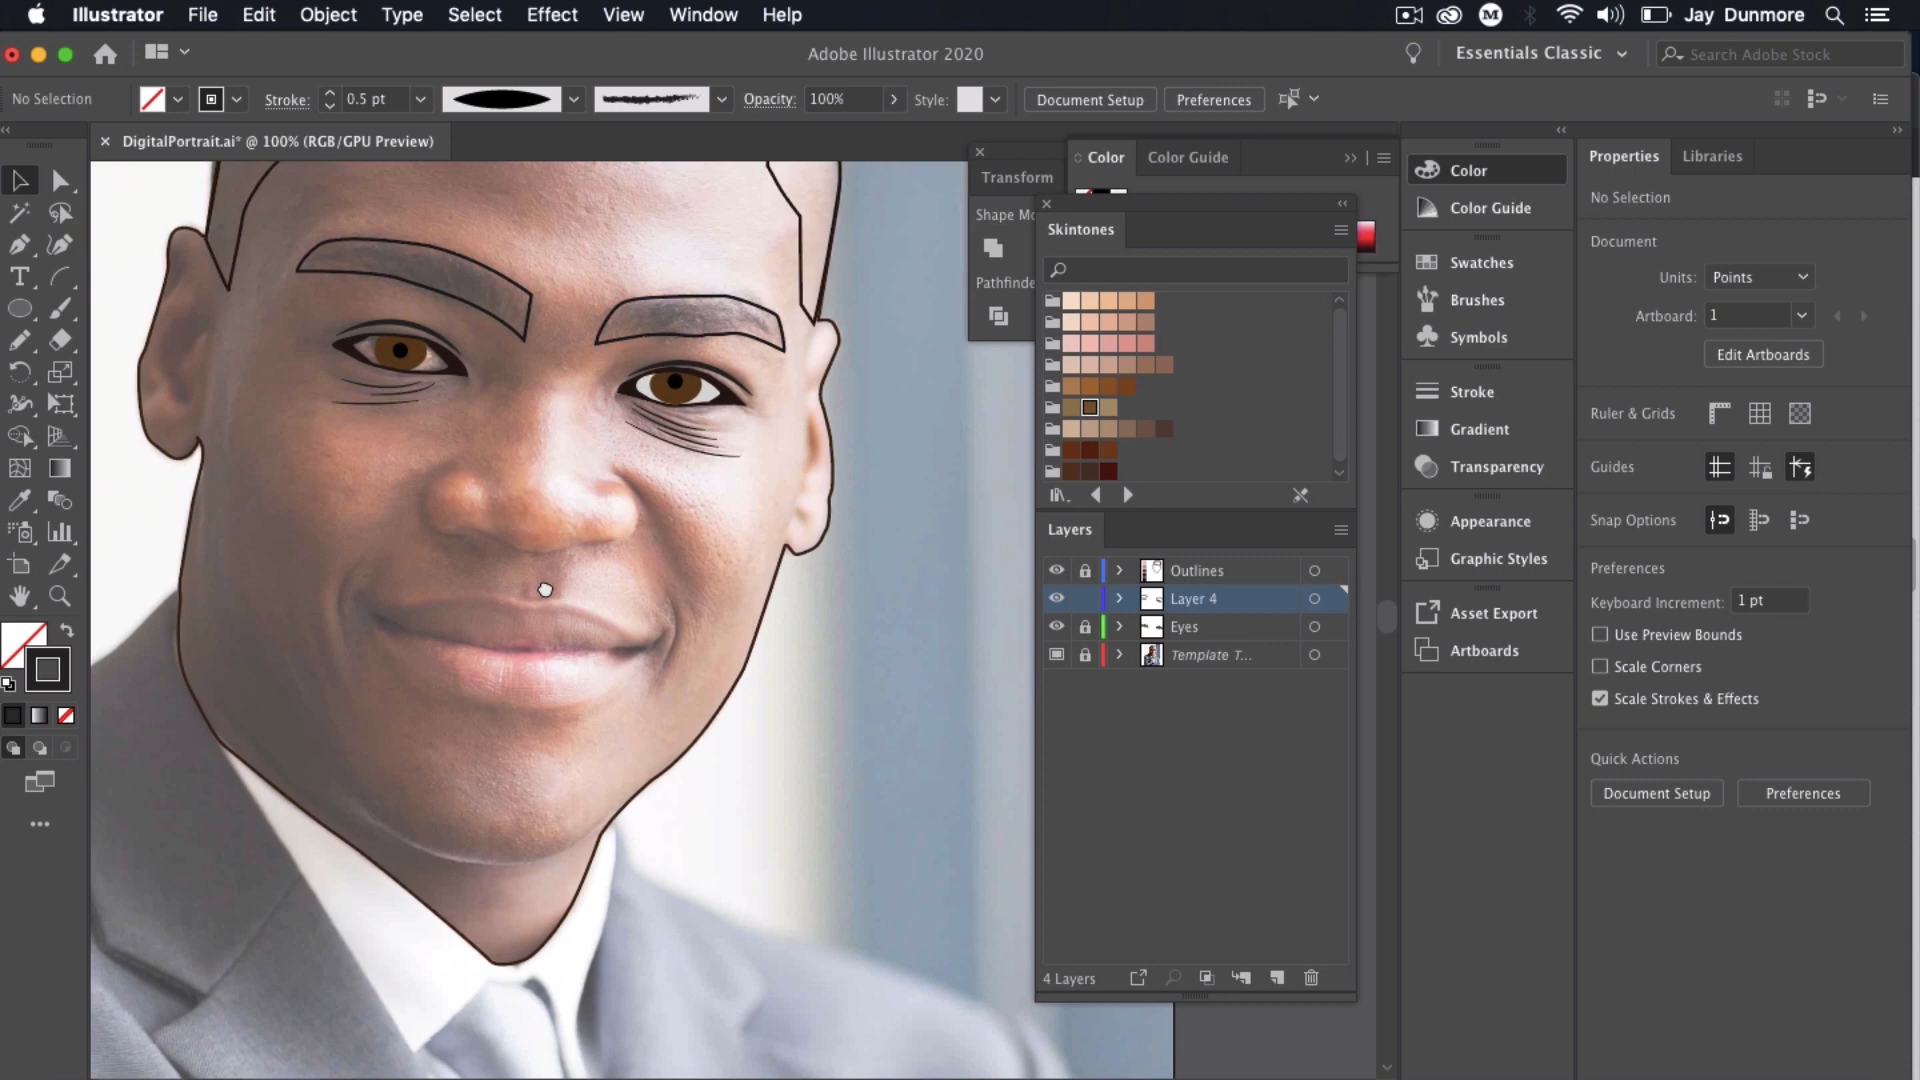 Illustrator File Edit Object Type Select Effect View Window Help Jay Dunmore
Adobe Illustrator 2020 Essentials Classic Search Adobe Stock
No Selection Stroke: 0.5 pt Opacity: 100% Style: Document Setup Preferences
DigitalPortrait.ai* @ 100% (RGB/GPU Preview)
Color Color Guide
Transform
Shape Mo
Pathfinde
Skintones
Layers
Outlines
Layer 4
Eyes
Template T...
4 Layers
Color
Color Guide
Swatches
Brushes
Symbols
Stroke
Gradient
Transparency
Appearance
Graphic Styles
Asset Export
Artboards
Properties Libraries
No Selection
Document
Units: Points
Artboard: 1
Edit Artboards
Ruler & Grids
Guides
Snap Options
Preferences
Keyboard Increment: 1 pt
Use Preview Bounds
Scale Corners
Scale Strokes & Effects
Quick Actions
Document Setup Preferences